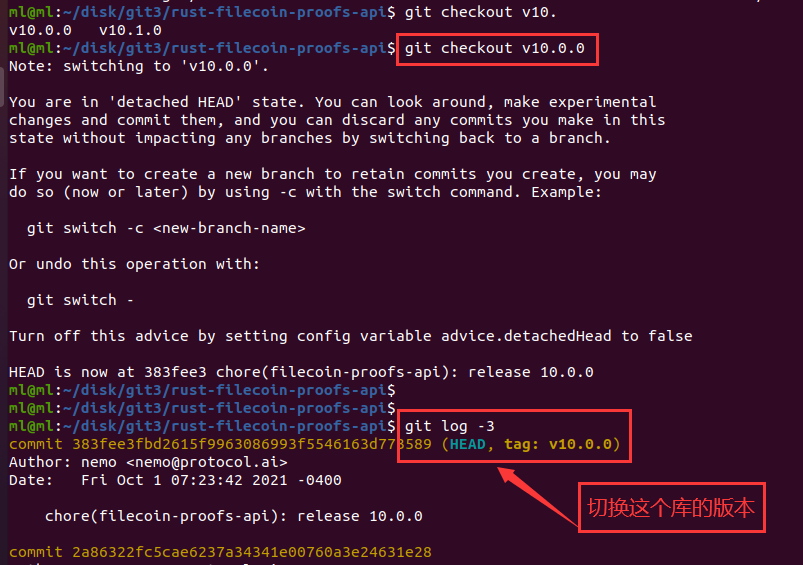 ml@ml:~/disk/git3/rust-filecoin-proofs-api$ git checkout v10.
v10.0.0   v10.1.0
ml@ml:~/disk/git3/rust-filecoin-proofs-api$ git checkout v10.0.0
Note: switching to 'v10.0.0'.
You are in 'detached HEAD' state. You can look around, make experimental
changes and commit them, and you can discard any commits you make in this
state without impacting any branches by switching back to a branch.
If you want to create a new branch to retain commits you create, you may
do so (now or later) by using -c with the switch command. Example:
git switch -c <new-branch-name>
Or undo this operation with:
git switch -
Turn off this advice by setting config variable advice.detachedHead to false
HEAD is now at 383fee3 chore(filecoin-proofs-api): release 10.0.0
ml@ml:~/disk/git3/rust-filecoin-proofs-api$
ml@ml:~/disk/git3/rust-filecoin-proofs-api$
ml@ml:~/disk/git3/rust-filecoin-proofs-api$ git log -3
commit (HEAD, tag: v10.0.0)
Author: nemo <nemo@protocol.ai>
Date:   Fri Oct 1 07:23:42 2021 -0400
切换这个库的版本
chore(filecoin-proofs-api): release 10.0.0
commit 2a86322fc5cae6237a34341e00760a3e24631e28